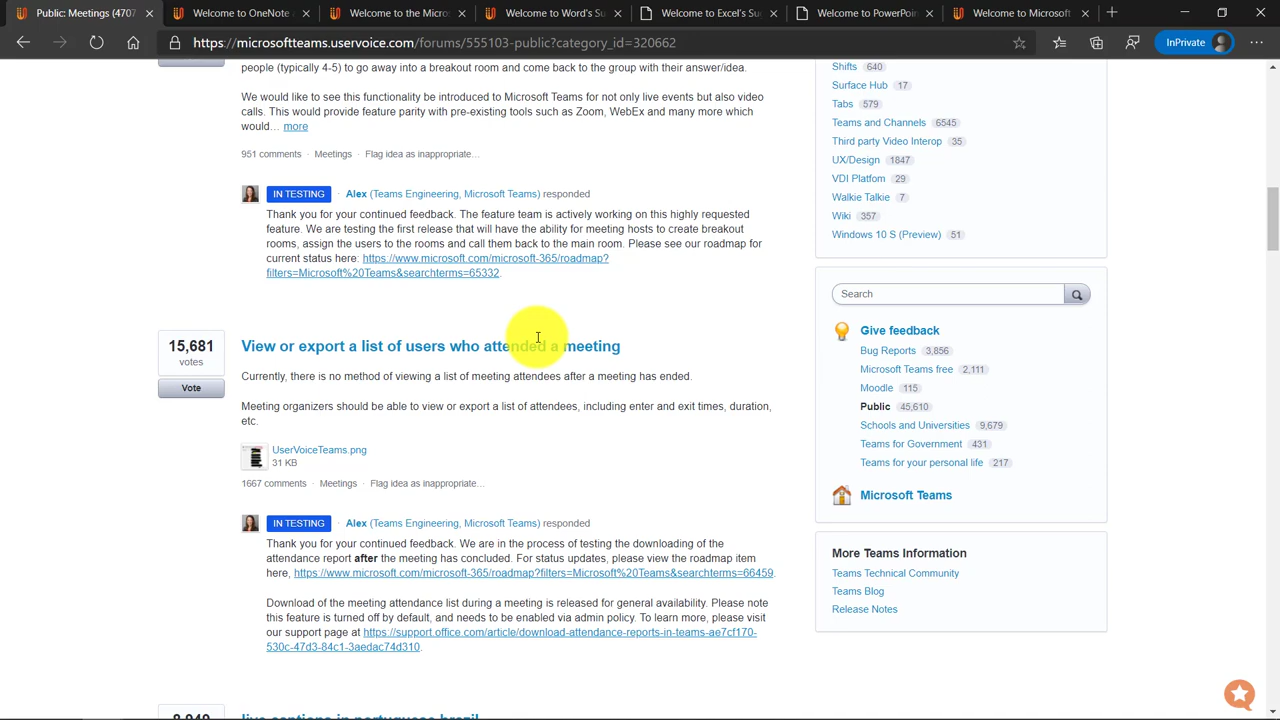 Public Meetings (4707
Welcome to OneNote
Welcome to the Micros
Welcome to Word's Su
Welcome to Excel's Sur
Welcome to PowerPoin
Welcome to Microsoft
https://microsoftteams.uservoice.com/forums/555103-public?category_id=320662
InPrivate
people (typically 4-5) to go away into a breakout room and come back to the group with their answer/idea.
We would like to see this functionality be introduced to Microsoft Teams for not only live events but also video
calls. This would provide feature parity with pre-existing tools such as Zoom, WebEx and many more which
would… more
951 comments · Meetings · Flag idea as inappropriate…
IN TESTING · Alex (Teams Engineering, Microsoft Teams) responded
Thank you for your continued feedback. The feature team is actively working on this highly requested
feature. We are testing the first release that will have the ability for meeting hosts to create breakout
rooms, assign the users to the rooms and call them back to the main room. Please see our roadmap for
current status here: https://www.microsoft.com/microsoft-365/roadmap?
filters=Microsoft%20Teams&searchterms=65332.
15,681
votes
Vote
View or export a list of users who attended a meeting
Currently, there is no method of viewing a list of meeting attendees after a meeting has ended.
Meeting organizers should be able to view or export a list of attendees, including enter and exit times, duration,
etc.
UserVoiceTeams.png
31 KB
1667 comments · Meetings · Flag idea as inappropriate…
IN TESTING · Alex (Teams Engineering, Microsoft Teams) responded
Thank you for your continued feedback. We are in the process of testing the downloading of the
attendance report after the meeting has concluded. For status updates, please view the roadmap item
here, https://www.microsoft.com/microsoft-365/roadmap?filters=Microsoft%20Teams&searchterms=66459.
Download of the meeting attendance list during a meeting is released for general availability. Please note
this feature is turned off by default, and needs to be enabled via admin policy. To learn more, please visit
our support page at https://support.office.com/article/download-attendance-reports-in-teams-ae7cf170-
530c-47d3-84c1-3aedac74d310.
8,949
live captions in portuguese brazil
Shifts 640
Surface Hub 17
Tabs 579
Teams and Channels 6545
Third party Video Interop 35
UX/Design 1847
VDI Platfom 29
Walkie Talkie 7
Wiki 357
Windows 10 S (Preview) 51
Search
Give feedback
Bug Reports 3,856
Microsoft Teams free 2,111
Moodle 115
Public 45,610
Schools and Universities 9,679
Teams for Government 431
Teams for your personal life 217
Microsoft Teams
More Teams Information
Teams Technical Community
Teams Blog
Release Notes